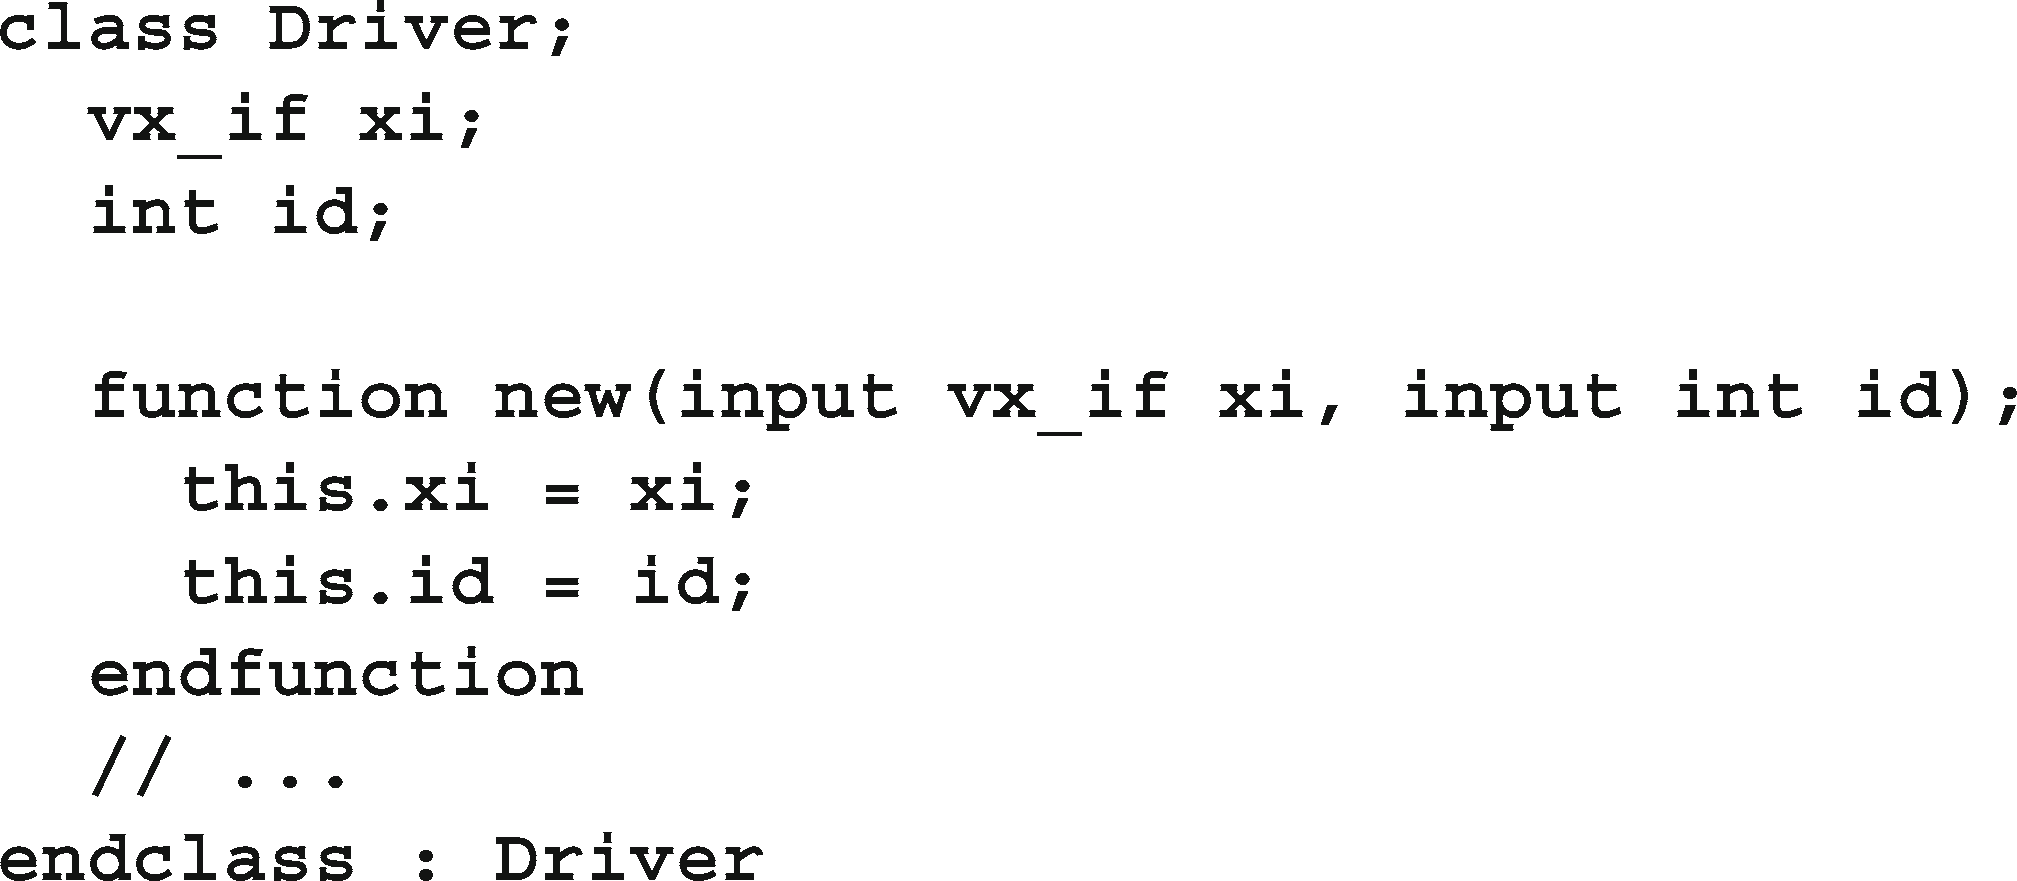 class Driver;
  vx_if xi;
  int id;

  function new(input vx_if xi, input int id);
    this.xi = xi;
    this.id = id;
  endfunction
  // ...
endclass : Driver